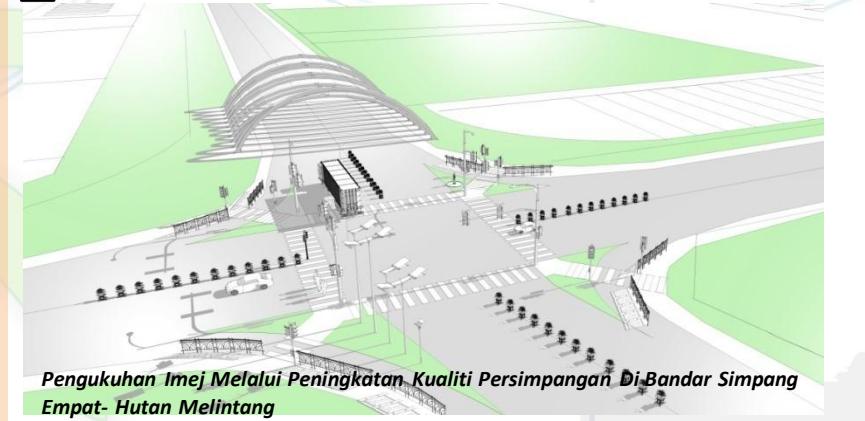 Pengukuhan Imej Melalui Peningkatan Kualiti Persimpangan Di Bandar Simpang
Empat- Hutan Melintang